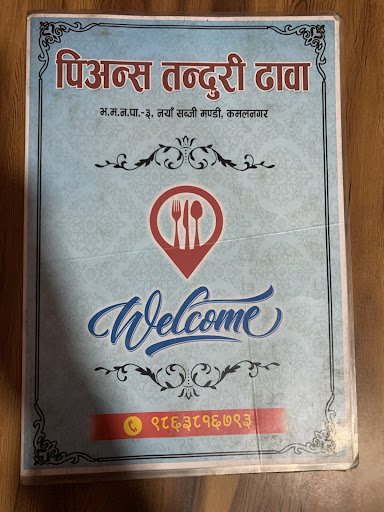 पिअन्स तन्दुरी ढावा
भ.म.न.पा.-३, नयाँ सब्जी मण्डी, कमलनगर
Welcome
९८६३८१६७९३